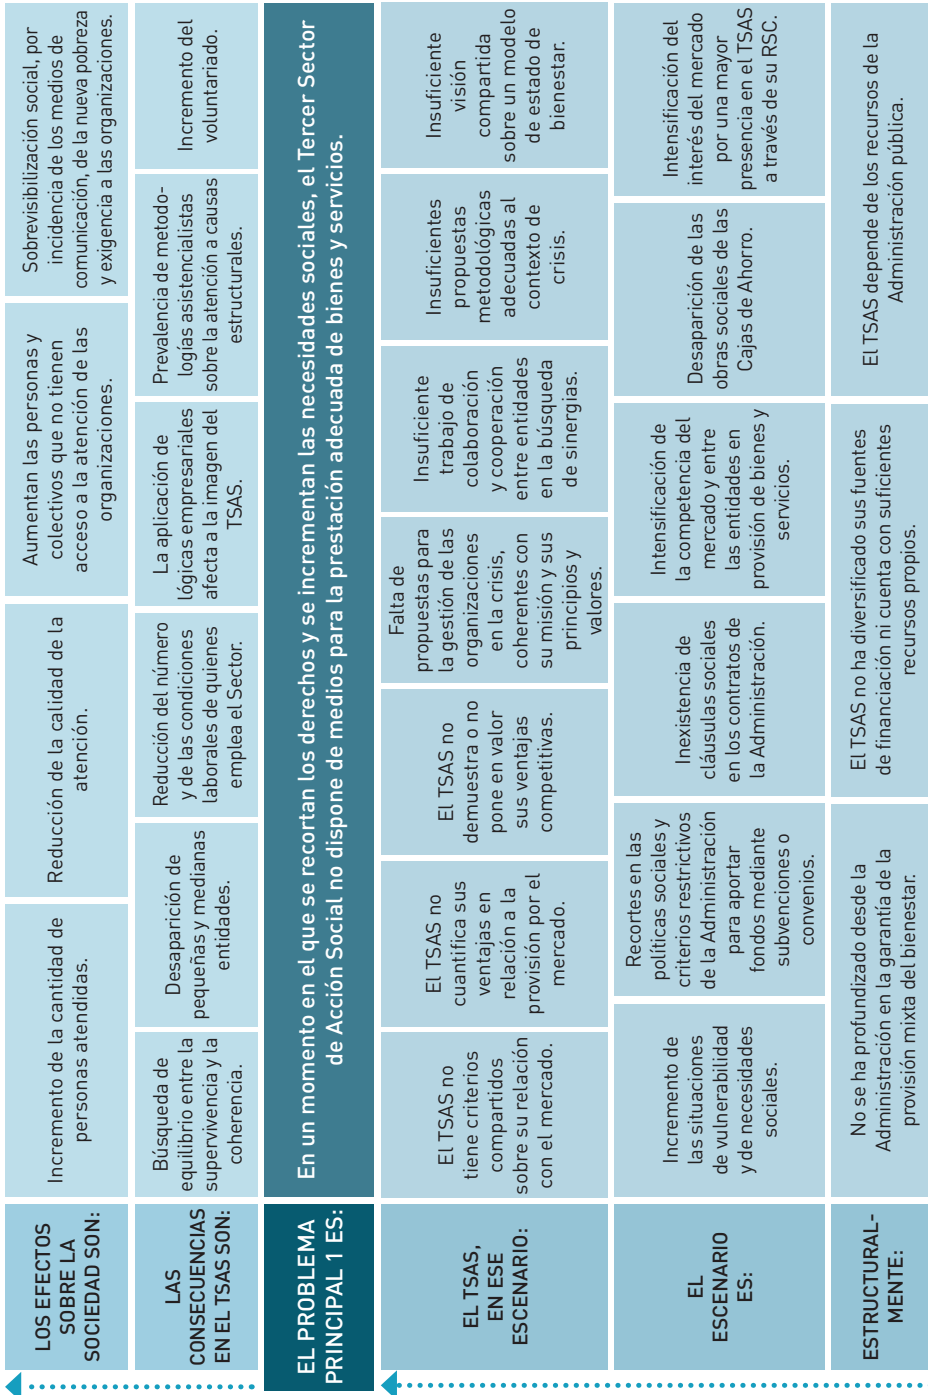 LOS EFECTOS
SOBRE LA
SOCIEDAD SON:
Incremento de la cantidad de
personas atendidas.
Reducción de la calidad de la
atención.
Aumentan las personas y
colectivos que no tienen
acceso a la atención de las
organizaciones.
Sobrevisibilización social, por
incidencia de los medios de
comunicación, de la nueva pobreza
y exigencia a las organizaciones.
LAS
CONSECUENCIAS
EN EL TSAS SON:
Búsqueda de
equilibrio entre la
supervivencia y la
coherencia.
Desaparición de
pequeñas y medianas
entidades.
Reducción del número
y de las condiciones
laborales de quienes
emplea el Sector.
La aplicación de
lógicas empresariales
afecta a la imagen del
TSAS.
Prevalencia de metodo-
logías asistencialistas
sobre la atención a causas
estructurales.
Incremento del
voluntariado.
EL PROBLEMA
PRINCIPAL 1 ES:
En un momento en el que se recortan los derechos y se incrementan las necesidades sociales, el Tercer Sector
de Acción Social no dispone de medios para la prestación adecuada de bienes y servicios.
EL TSAS,
EN ESE
ESCENARIO:
El TSAS no
tiene criterios
compartidos
sobre su relación
con el mercado.
El TSAS no
cuantifica sus
ventajas en
relación a la
provisión por el
mercado.
El TSAS no
demuestra o no
pone en valor
sus ventajas
competitivas.
Falta de
propuestas para
la gestión de las
organizaciones
en la crisis,
coherentes con
su misión y sus
principios y
valores.
Insuficiente
trabajo de
colaboración
y cooperación
entre entidades
en la búsqueda
de sinergias.
Insuficientes
propuestas
metodológicas
adecuadas al
contexto de
crisis.
Insuficiente
visión
compartida
sobre un modelo
de estado de
bienestar.
EL
ESCENARIO
ES:
Incremento de
las situaciones
de vulnerabilidad
y de necesidades
sociales.
Recortes en las
políticas sociales y
criterios restrictivos
de la Administración
para aportar
fondos mediante
subvenciones o
convenios.
Inexistencia de
cláusulas sociales
en los contratos de
la Administración.
Intensificación de
la competencia del
mercado y entre
las entidades en
provisión de bienes y
servicios.
Desaparición de las
obras sociales de las
Cajas de Ahorro.
Intensificación del
interés del mercado
por una mayor
presencia en el TSAS
a través de su RSC.
ESTRUCTURAL-
MENTE:
No se ha profundizado desde la
Administración en la garantía de la
provisión mixta del bienestar.
El TSAS no ha diversificado sus fuentes
de financiación ni cuenta con suficientes
recursos propios.
El TSAS depende de los recursos de la
Administración pública.